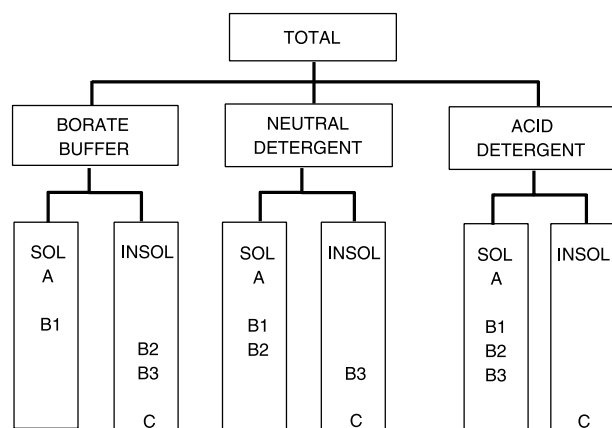 TOTAL
BORATE
BUFFER
NEUTRAL
DETERGENT
ACID
DETERGENT
SOL
A
B1
INSOL
B2
B3
C
SOL
A
B1
B2
INSOL
B3
C
SOL
A
B1
B2
B3
INSOL
C